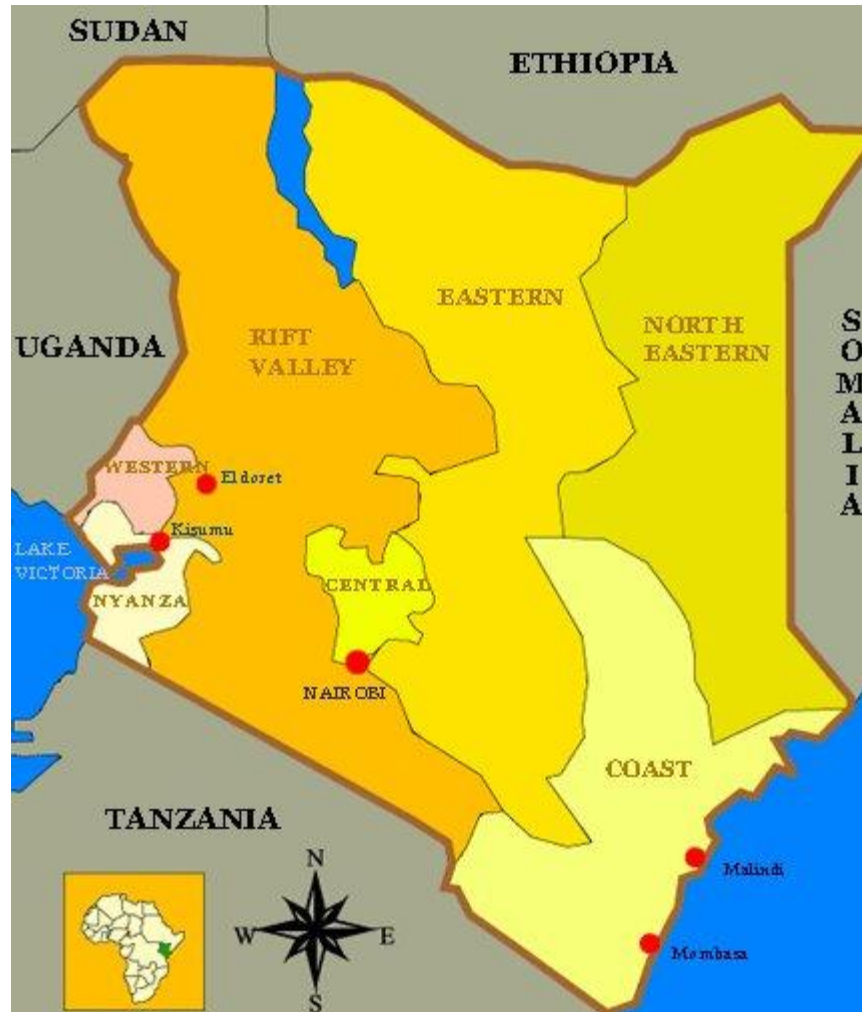 SUDAN
ETHIOPIA
EASTERN
RIFT
VALLEY
NORTH
EASTERN
UGANDA
SOMALIA
WESTERN
Eldoret
Kisumu
LAKE
VICTORIA
NYANZA
CENTRAL
NAIROBI
COAST
TANZANIA
Malindi
Mombasa
N
W
E
S